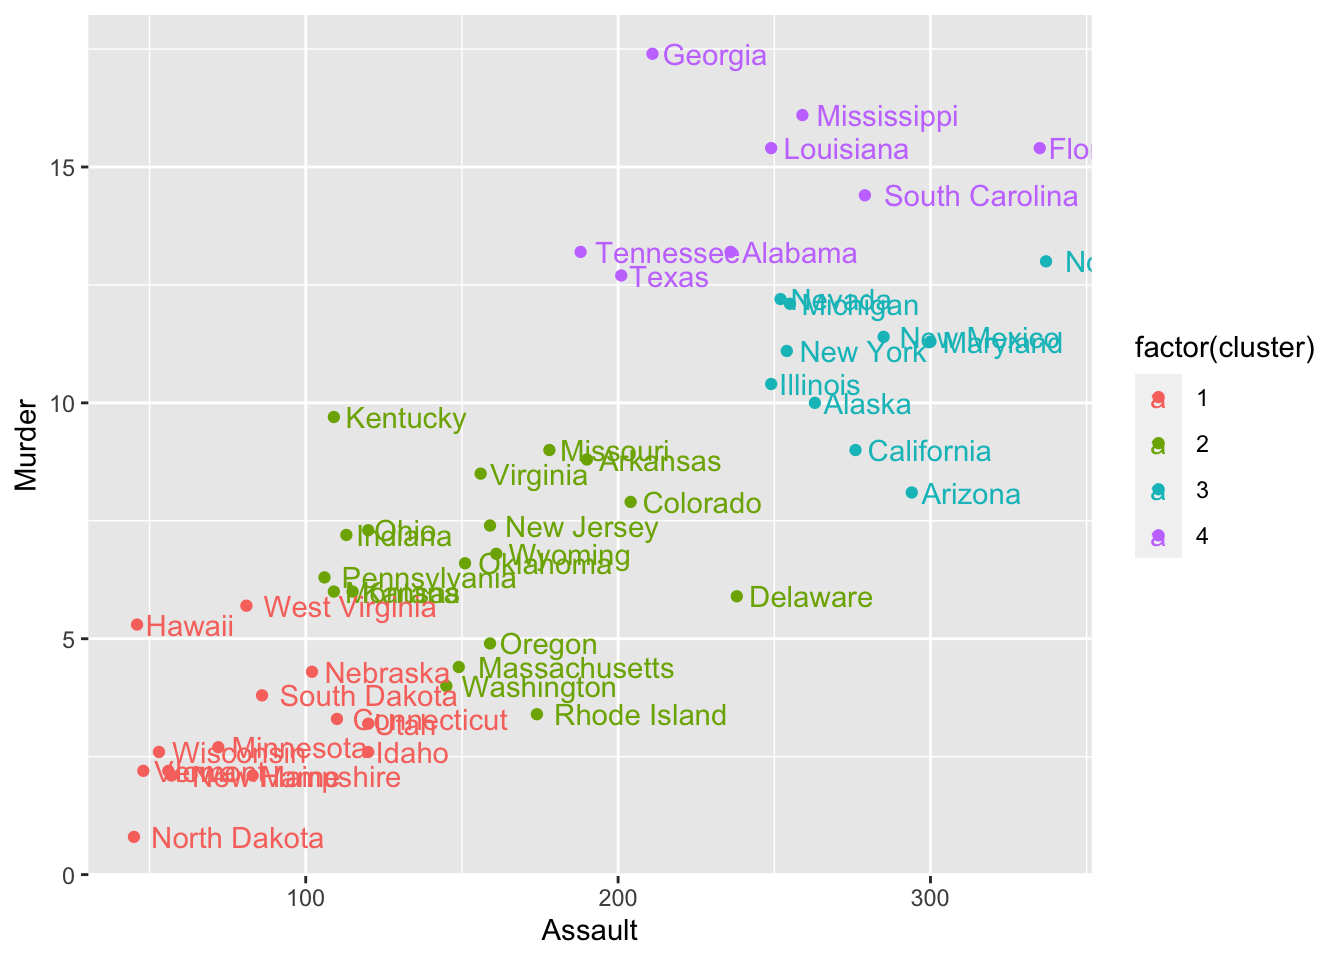 Georgia
Mississippi
Louisiana
Flor
15
South Carolina
Tennessee
Alabama
No
Texas
Nevada
Michigan
New Mexico
Maryland
New York
Illinois
Alaska
10
Kentucky
Missouri
Arkansas
California
Virginia
Arizona
Colorado
New Jersey
Ohio
Indiana
Wyoming
Oklahoma
Pennsylvania
Kansas
Delaware
West Virginia
Hawaii
5
Oregon
Nebraska
Massachusetts
South Dakota
Washington
Connecticut
Utah
Rhode Island
Minnesota
Wisconsin
Idaho
Vermont
New Hampshire
Maine
North Dakota
0
100
200
300
Assault
Murder
factor(cluster)
a 1
a 2
a 3
a 4